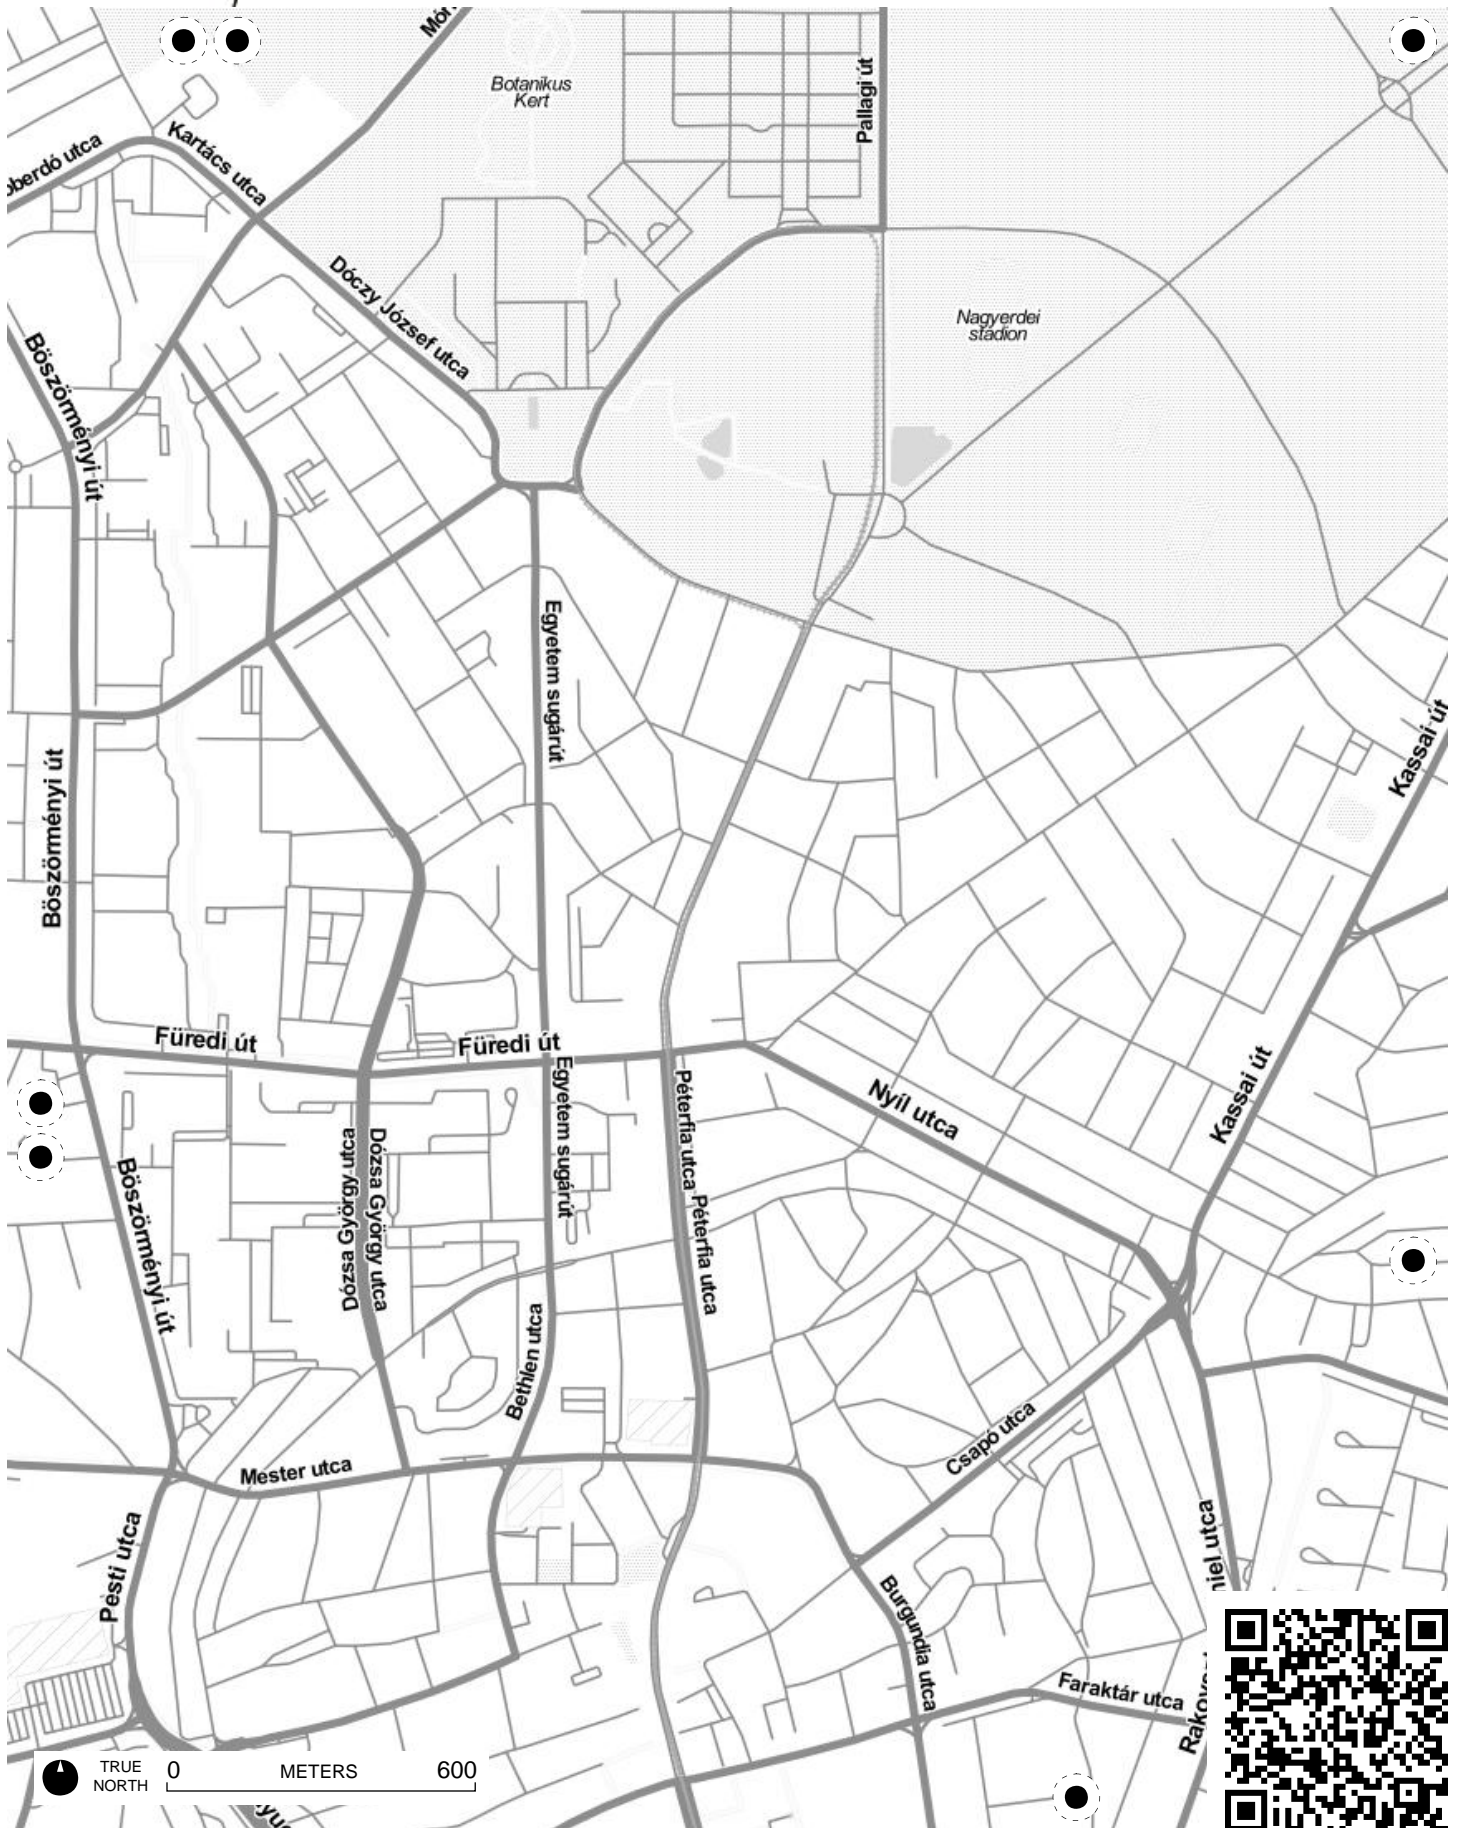 Botanikus
Kert
Pallagi út
Kartács utca
Dóczy József utca
Nagyerdei
stadion
Böszörményi út
Egyetem sugárút
Kassai út
Böszörményi út
Füredi út
Füredi út
Egyetem sugárút
Péterfia utca
Péterfia utca
Nyíl utca
Kassai út
Böszörményi út
Dózsa György utca
Dózsa György utca
Bethlen utca
Csapó utca
Mester utca
Pesti utca
Burgundia utca
Faraktár utca
TRUE
NORTH
0 METERS 600